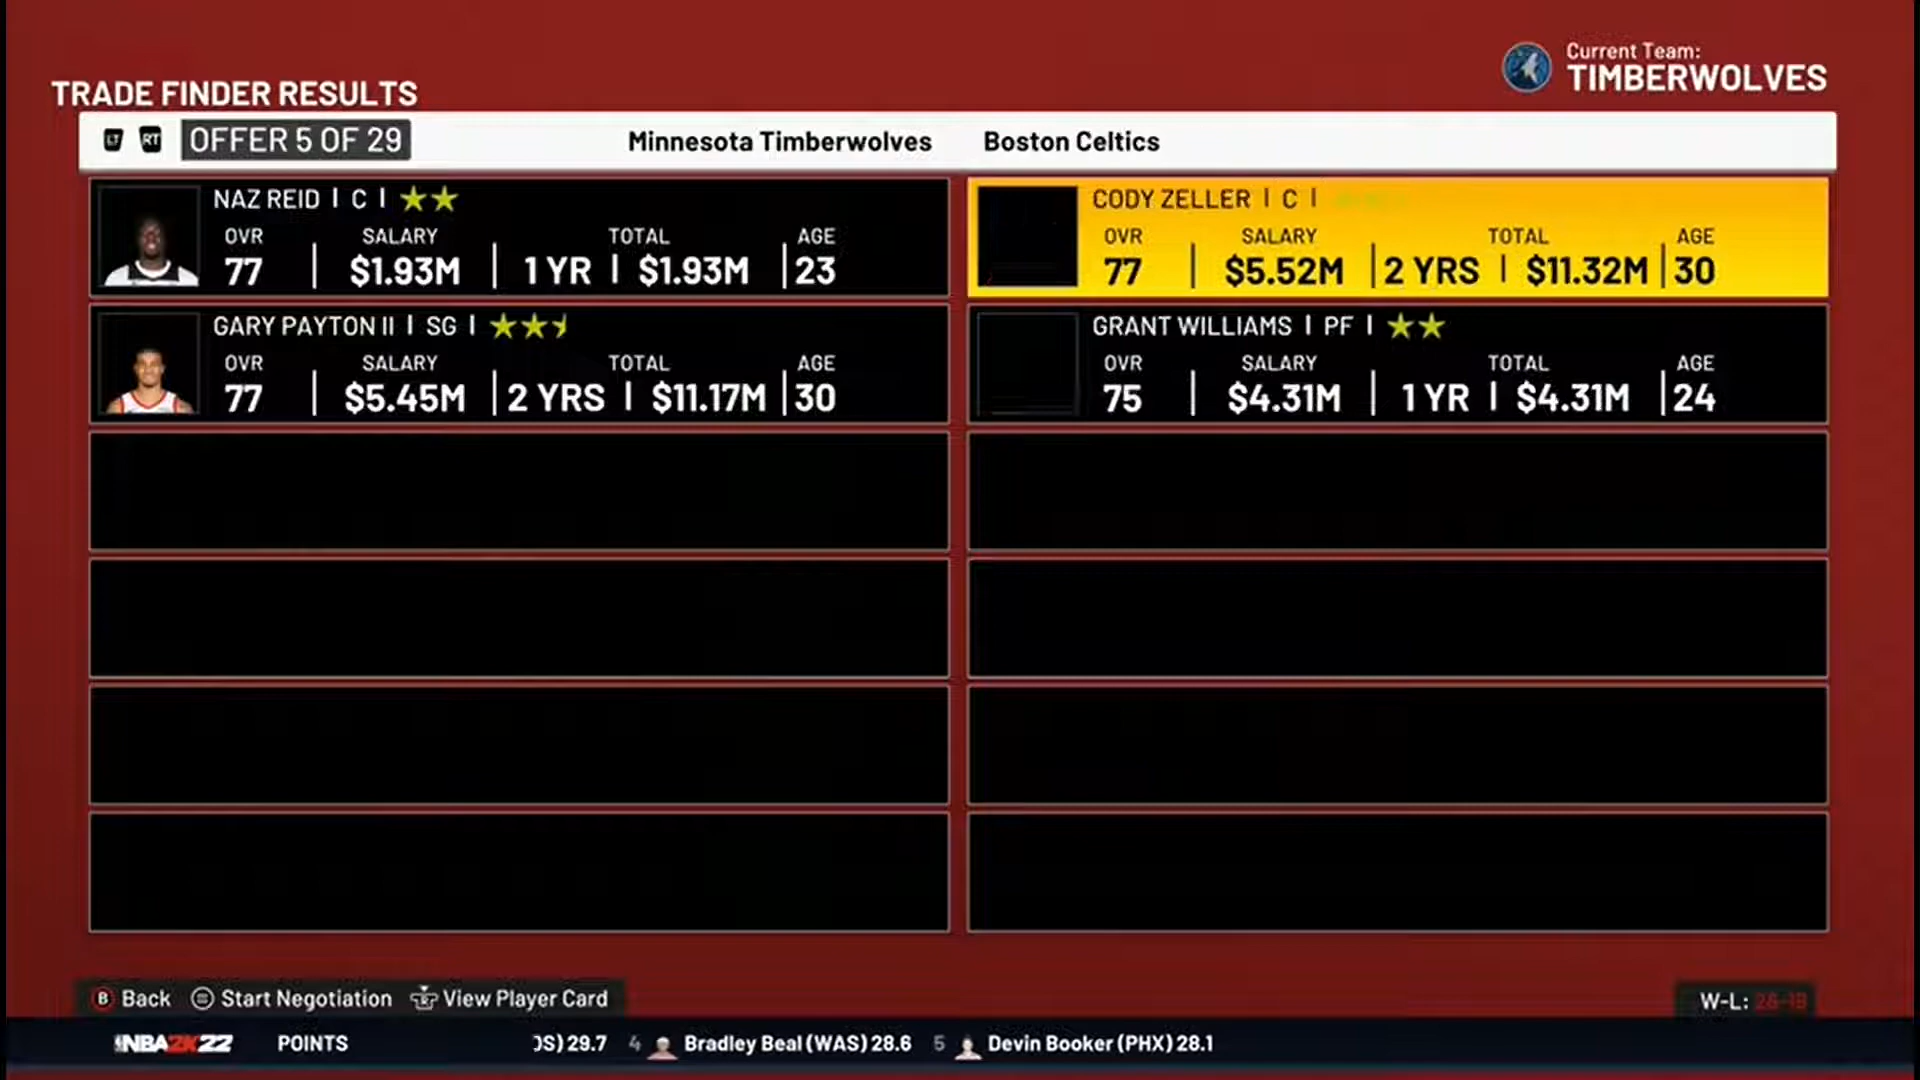 Current Team:
TIMBERWOLVES
TRADE FINDER RESULTS
LT RT OFFER 5 OF 29 Minnesota Timberwolves Boston Celtics
NAZ REID | C |
OVR SALARY TOTAL AGE
77 | $1.93M | 1 YR | $1.93M | 23
GARY PAYTON II | SG |
OVR SALARY TOTAL AGE
77 | $5.45M | 2 YRS | $11.17M | 30
CODY ZELLER | C |
OVR SALARY TOTAL AGE
77 | $5.52M | 2 YRS | $11.32M | 30
GRANT WILLIAMS | PF |
OVR SALARY TOTAL AGE
75 | $4.31M | 1 YR | $4.31M | 24
B Back Start Negotiation R View Player Card
W-L:
NBA2K22 POINTS OS) 29.7 4 Bradley Beal (WAS) 28.6 5 Devin Booker (PHX) 28.1